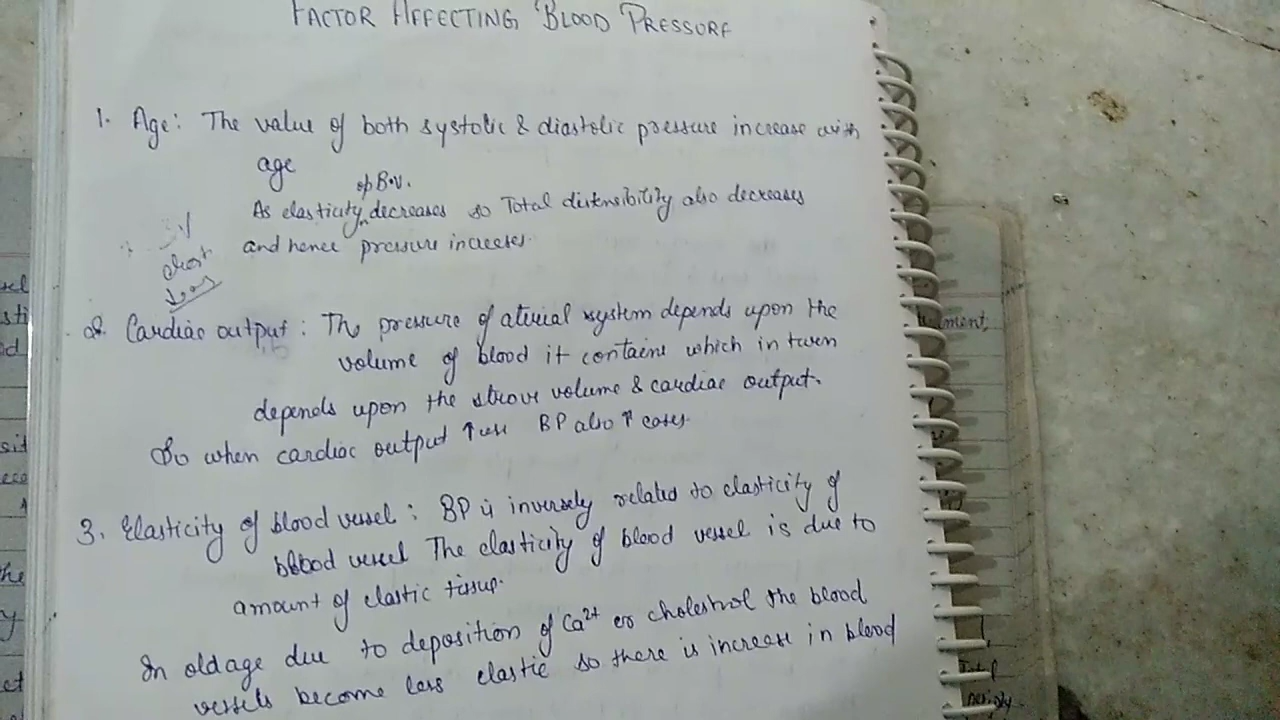 FACTOR AFFECTING BLOOD PRESSURE
1. Age: The value of both systolic & diastolic pressure increase with
age
of B.V.
As elasticity decreases so Total distensibility also decreases
and hence pressure increases.
2. Cardiac output: The pressure of aterial system depends upon the
volume of blood it contains which in turn
depends upon the strove volume & cardiac output.
So when cardiac output ↑ses BP also ↑eases.
3. Elasticity of blood vessel: BP is inversely related to elasticity of
blood vessel The elasticity of blood vessel is due to
amount of elastic tissue.
In old age due to deposition of Ca2+ or cholestrol the blood
vessels become less elastic so there is increase in blood